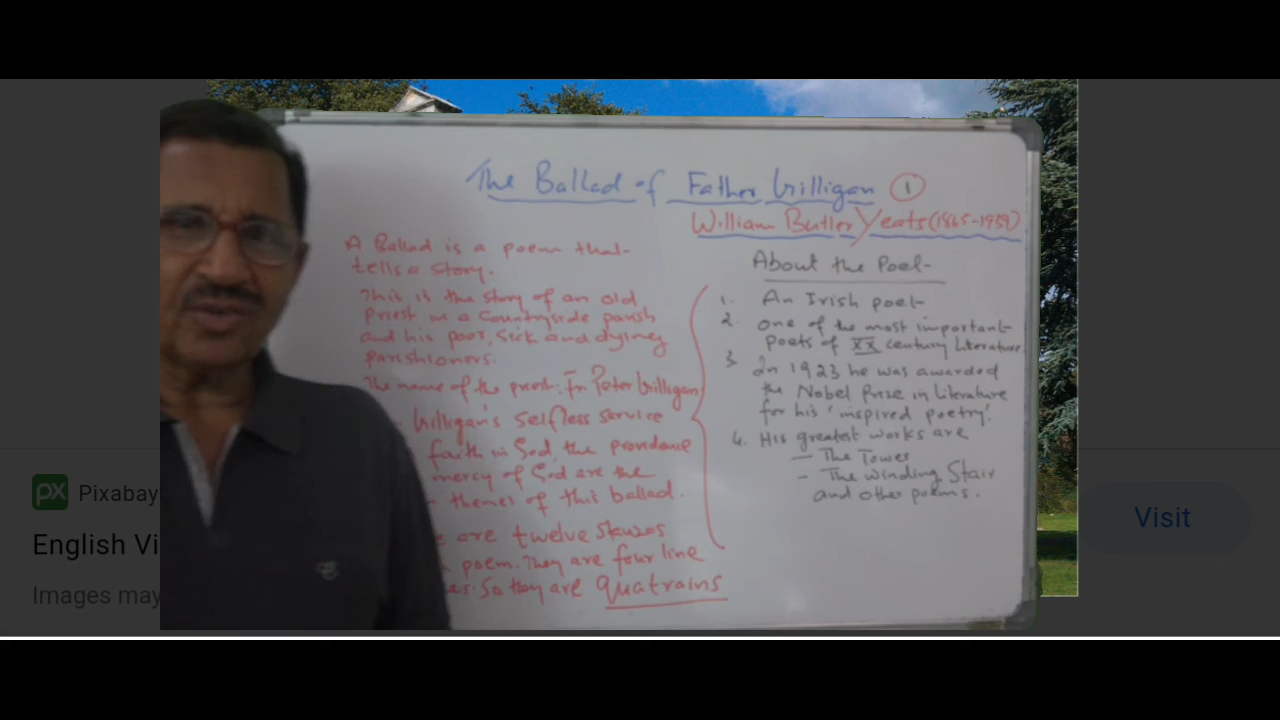 The Ballad of Father Gilligan 1
William Butler Yeats (1865-1939)
A Ballad is a poem that
tells a story.
This is the story of an old
priest in a Countryside parish
and his poor, sick and dying
parishioners.
The name of the priest: Fr Peter Gilligan
Gilligan's selfless service
faith in God, the providence
mercy of God are the
themes of this ballad.
are twelve Stanzas
poem. They are four line
So they are quatrains
About the Poet
1. An Irish poet
2. One of the most important
poets of XX century Literature.
3. In 1923 he was awarded
the Nobel Prize in Literature
for his 'inspired poetry'.
4. His greatest works are
- The Tower
- The Winding Stair
and other poems.
px Pixabay
English Vi
Images may
Visit